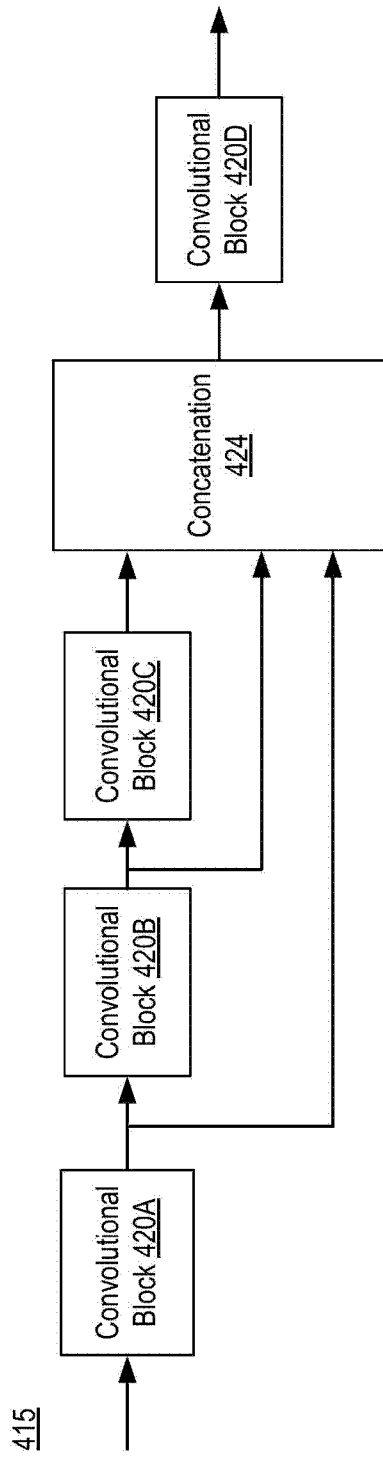 415
Convolutional
Block 420A
Convolutional
Block 420B
Convolutional
Block 420C
Concatenation
424
Convolutional
Block 420D